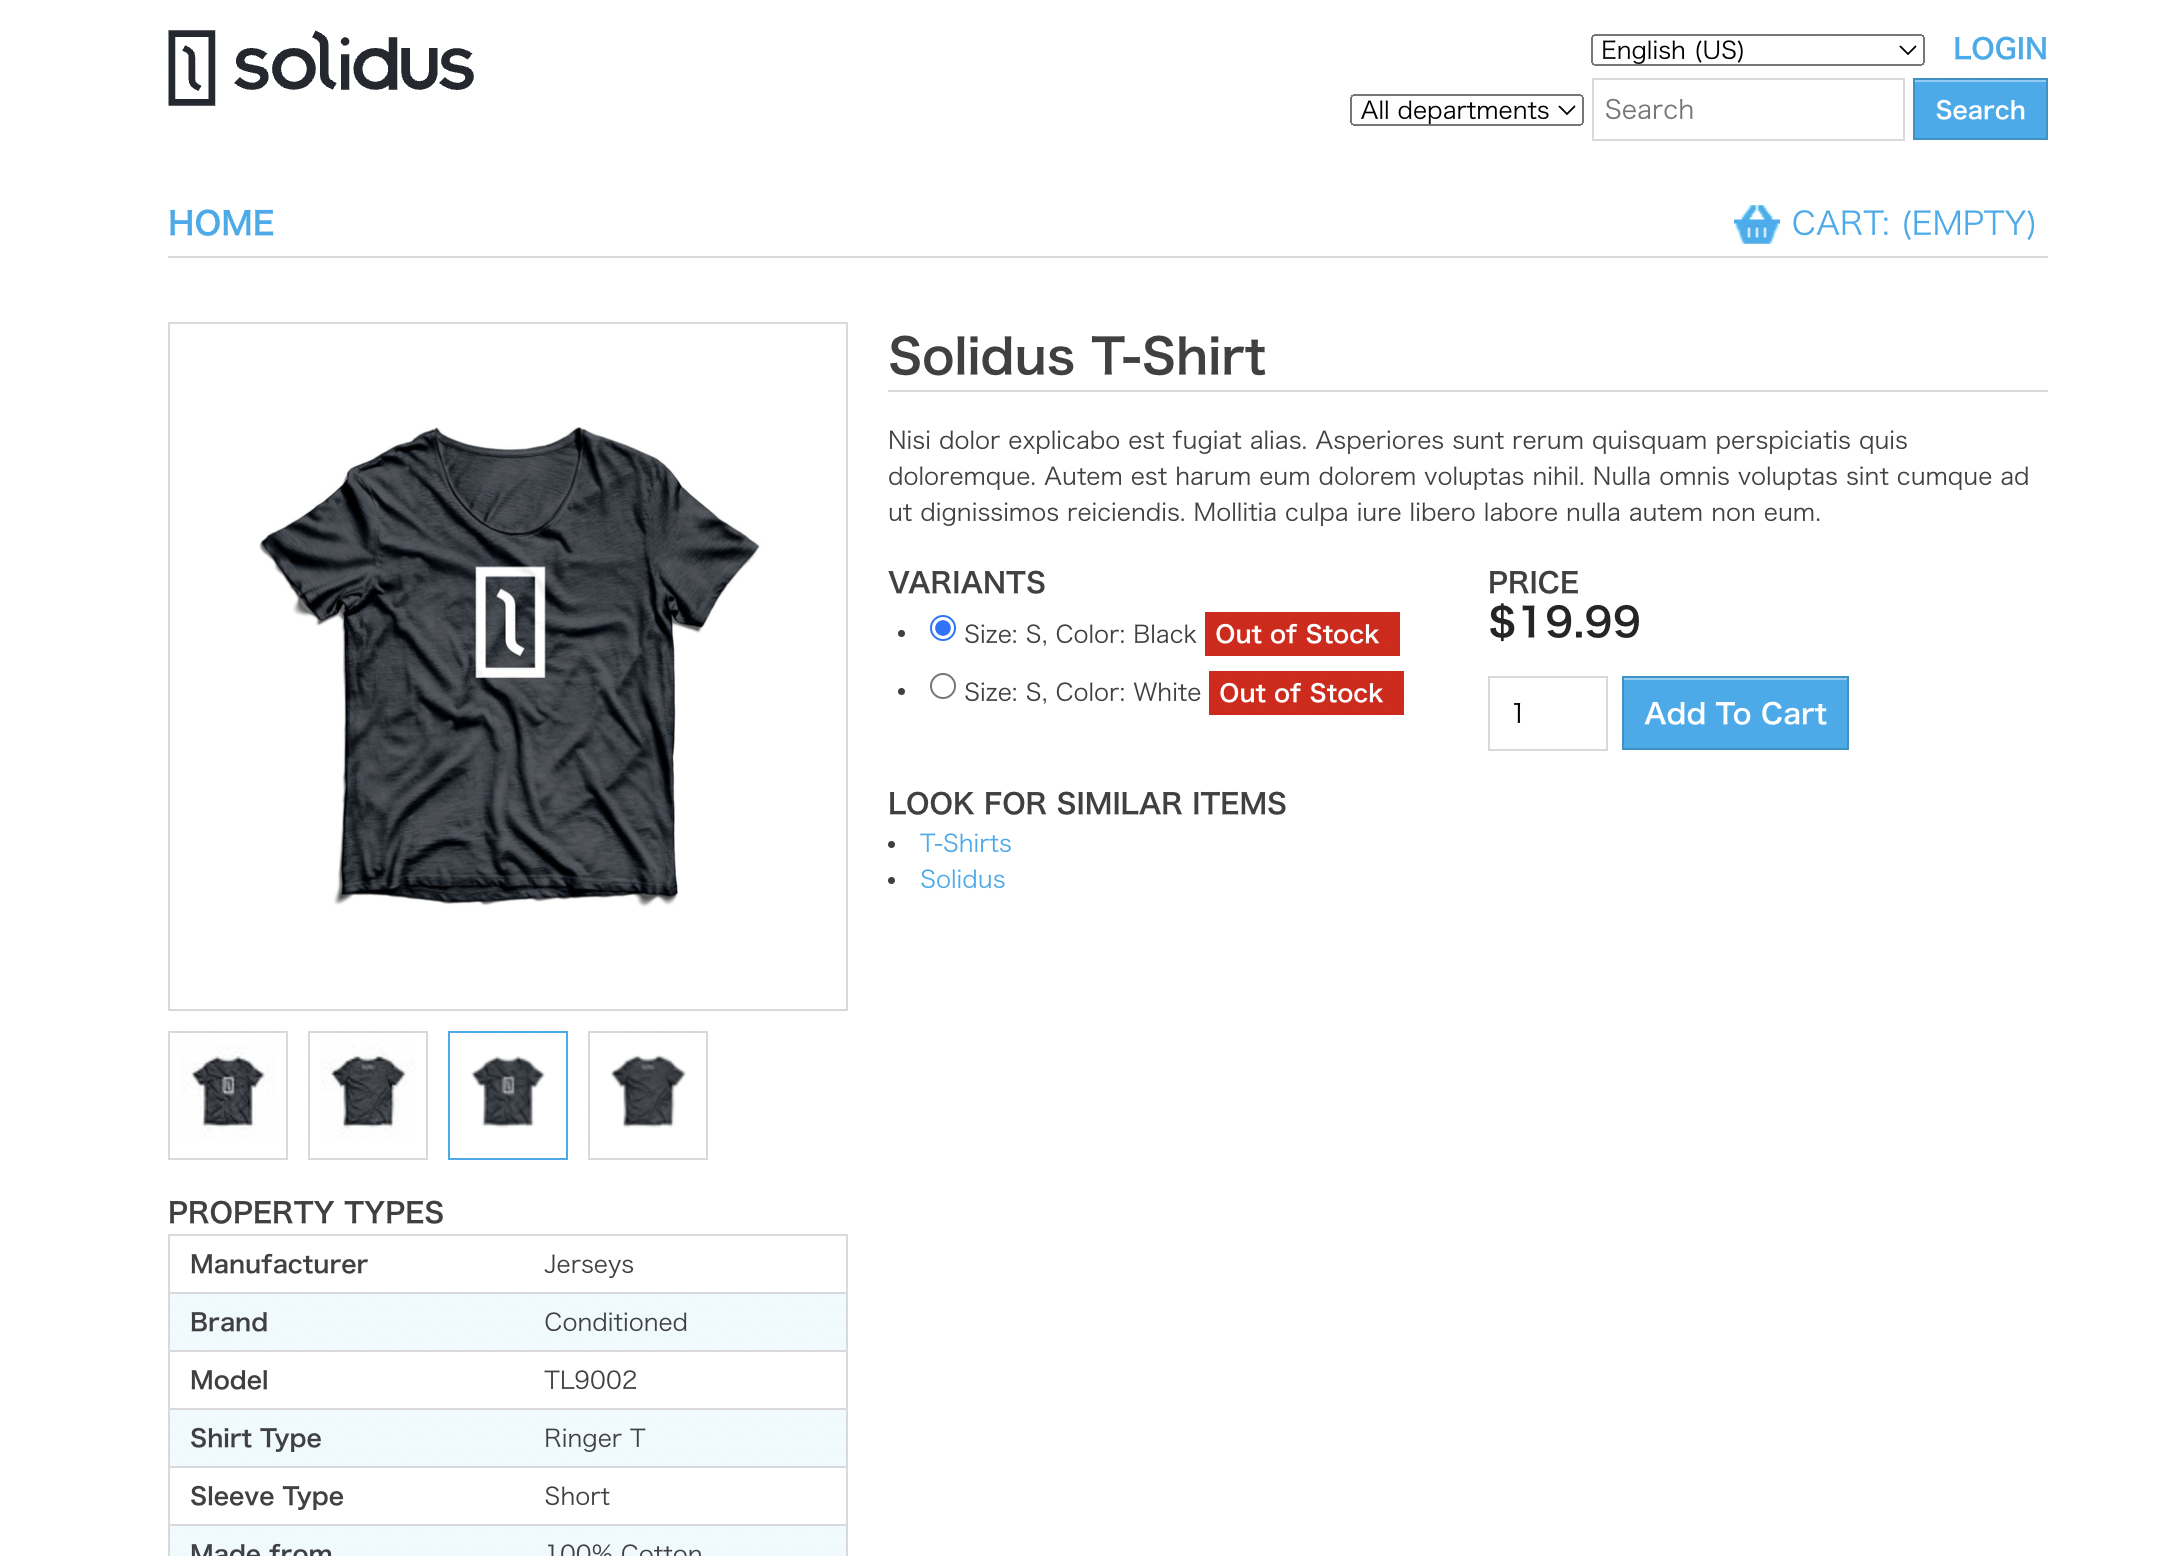 solidus
English (US)
LOGIN
All departments
Search
Search
HOME
CART: (EMPTY)
Solidus T-Shirt
Nisi dolor explicabo est fugiat alias. Asperiores sunt rerum quisquam perspiciatis quis
doloremque. Autem est harum eum dolorem voluptas nihil. Nulla omnis voluptas sint cumque ad
ut dignissimos reiciendis. Mollitia culpa iure libero labore nulla autem non eum.
VARIANTS
Size: S, Color: Black Out of Stock
Size: S, Color: White Out of Stock
PRICE
$19.99
1
Add To Cart
LOOK FOR SIMILAR ITEMS
T-Shirts
Solidus
PROPERTY TYPES
Manufacturer Jerseys
Brand Conditioned
Model TL9002
Shirt Type Ringer T
Sleeve Type Short
Made from 100% Cotton